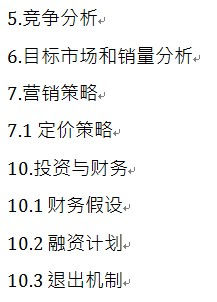 5.竞争分析
6.目标市场和销量分析
7.营销策略
7.1 定价策略
10.投资与财务
10.1 财务假设
10.2 融资计划
10.3 退出机制